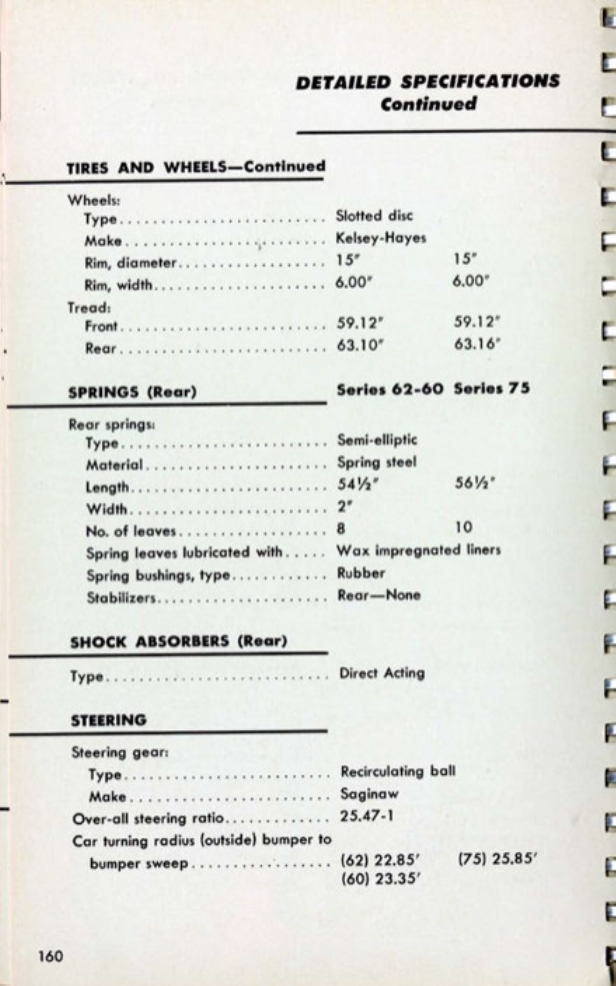 DETAILED SPECIFICATIONS
Continued
TIRES AND WHEELS—Continued
Wheels:
Type.......................... Slotted disc
Make......................... Kelsey-Hayes
Rim, diameter.................. 15" 15"
Rim, width..................... 6.00" 6.00"
Tread:
Front.......................... 59.12" 59.12"
Rear.......................... 63.10" 63.16"
SPRINGS (Rear) Series 62-60 Series 75
Rear springs:
Type.......................... Semi-elliptic
Material....................... Spring steel
Length......................... 54½" 56½"
Width......................... 2"
No. of leaves................... 8 10
Spring leaves lubricated with..... Wax impregnated liners
Spring bushings, type............ Rubber
Stabilizers..................... Rear—None
SHOCK ABSORBERS (Rear)
Type............................ Direct Acting
STEERING
Steering gear:
Type.......................... Recirculating ball
Make......................... Saginaw
Over-all steering ratio............. 25.47-1
Car turning radius (outside) bumper to
bumper sweep................. (62) 22.85' (75) 25.85'
(60) 23.35'
160